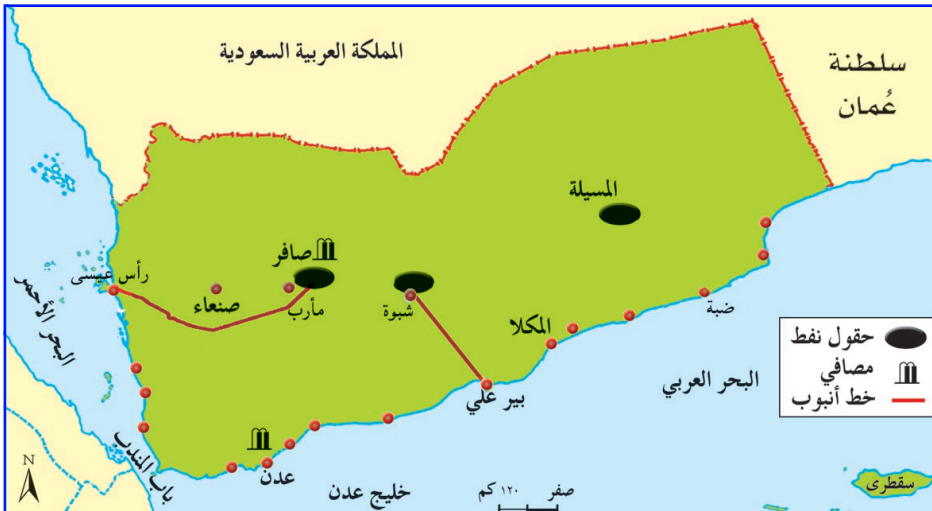 المملكة العربية السعودية
سلطنة
عُمان
المسيلة
صافر
مأرب
صنعاء
رأس عيسى
شبوة
المكلا
ضبة
بير علي
عدن
البحر الأحمر
باب المندب
خليج عدن
البحر العربي
سقطرى
حقول نفط
مصافي
خط أنبوب
صفر ١٢٠ كم
N